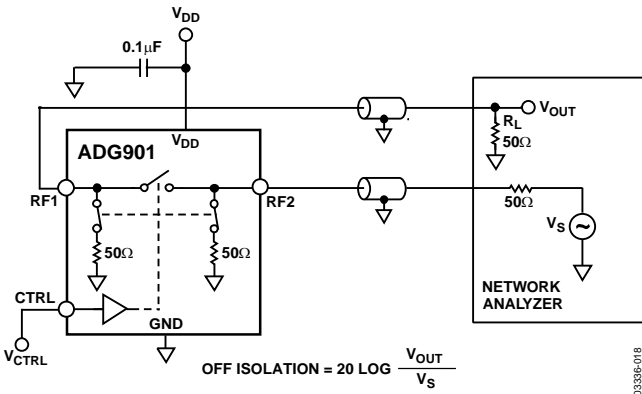 VDD
0.1µF
VDD
ADG901
RF1
RF2
50Ω
50Ω
CTRL
VCTRL
GND
VOUT
RL
50Ω
50Ω
VS
~
NETWORK
ANALYZER
OFF ISOLATION = 20 LOG VOUT
VS
03336-018